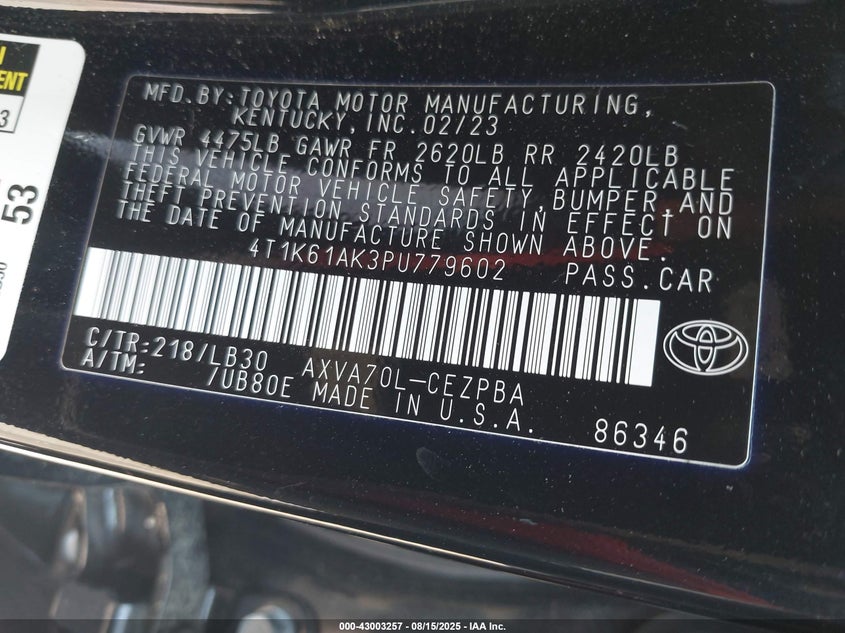 ENT
3
53
MFD.BY:TOYOTA MOTOR MANUFACTURING,
KENTUCKY,INC.02/23
GVWR 4475LB GAWR FR 2620LB RR 2420LB
THIS VEHICLE CONFORMS TO ALL APPLICABLE
FEDERAL MOTOR VEHICLE SAFETY,BUMPER,AND
THEFT PREVENTION STANDARDS IN EFFECT ON
THE DATE OF MANUFACTURE SHOWN ABOVE.
4T1K61AK3PU779602 PASS.CAR
C/TR:218/LB30 AXVA70L-CEZPBA
A/TM: /UB80E MADE IN U.S.A.
86346
000-43003257 - 08/15/2025 - IAA Inc.